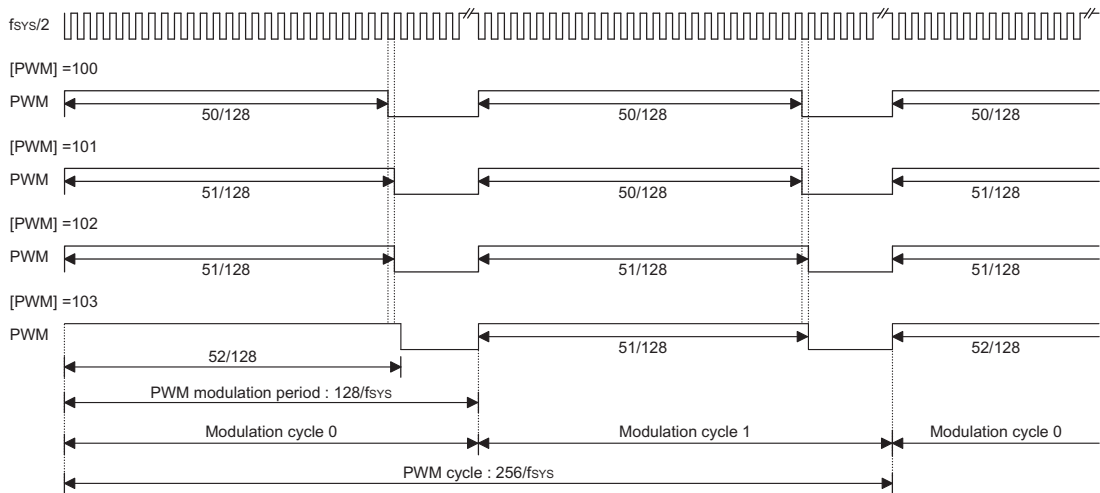 fSYS/2
[PWM] =100
PWM
50/128 50/128 50/128
[PWM] =101
PWM
51/128 50/128 51/128
[PWM] =102
PWM
51/128 51/128 51/128
[PWM] =103
PWM
52/128 51/128 52/128
PWM modulation period : 128/fSYS
Modulation cycle 0 Modulation cycle 1 Modulation cycle 0
PWM cycle : 256/fSYS